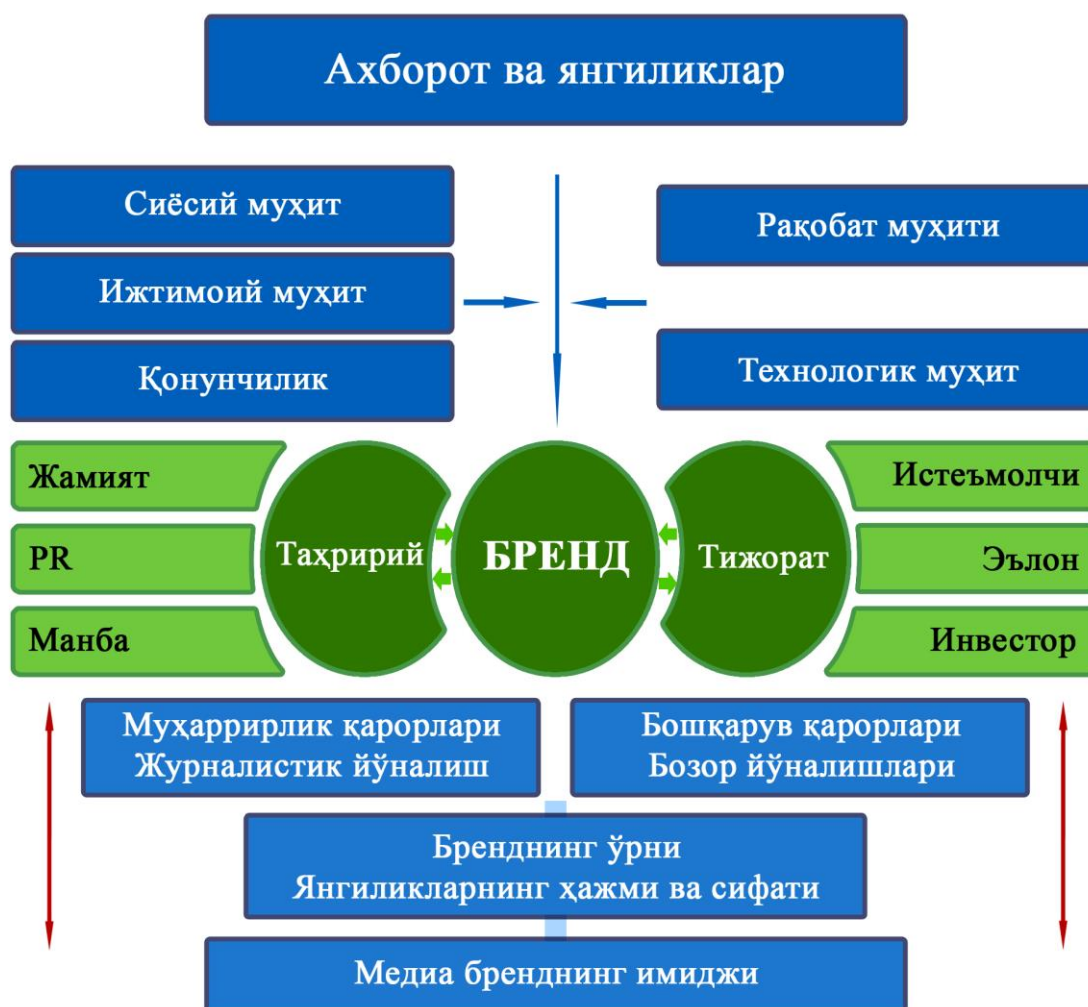 Ахборот ва янгиликлар
Сиёсий муҳит
Ижтимоий муҳит
Қонунчилик
Рақобат муҳити
Технологик муҳит
Жамият
PR
Манба
Таҳририй
БРЕНД
Тижорат
Истеъмолчи
Эълон
Инвестор
Муҳаррирлик қарорлари
Журналистик йўналиш
Бошқарув қарорлари
Бозор йўналишлари
Бренднинг ўрни
Янгиликларнинг ҳажми ва сифати
Медиа бренднинг имиджи